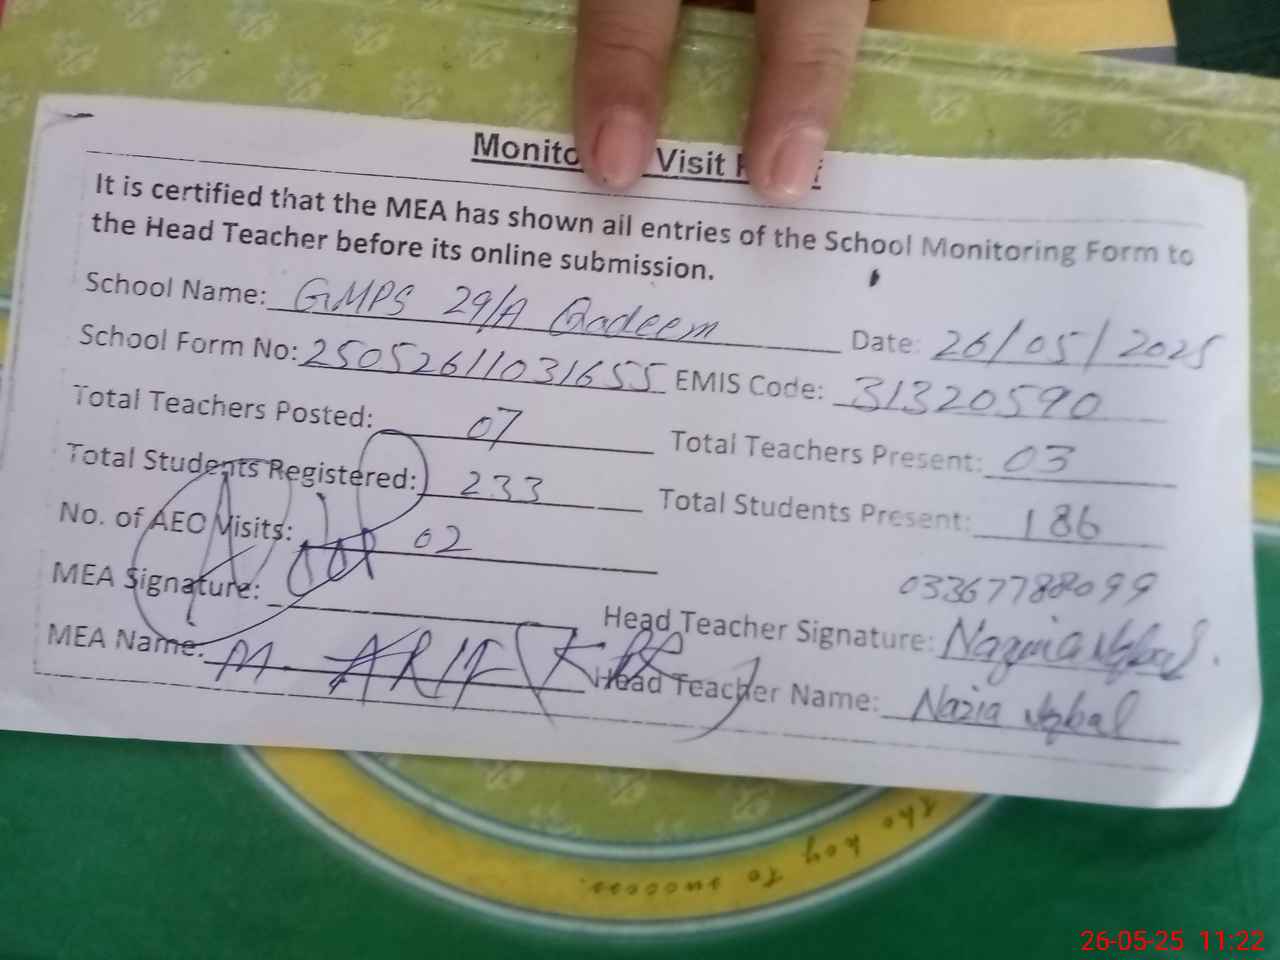 Monito Visit
It is certified that the MEA has shown all entries of the School Monitoring Form to
the Head Teacher before its online submission.
School Name: GMPS 29/A Qadeem Date: 26/05/2025
School Form No: 25052611031655 EMIS Code: 31320590
Total Teachers Posted: 07 Total Teachers Present: 03
Total Students Registered: 233 Total Students Present: 186
No. of AEO Visits: 02
03367788099
MEA Signature: Head Teacher Signature: Nazia Iqbal.
MEA Name: M. ARIF Head Teacher Name: Nazia Iqbal
The key to success.
26-05-25 11:22